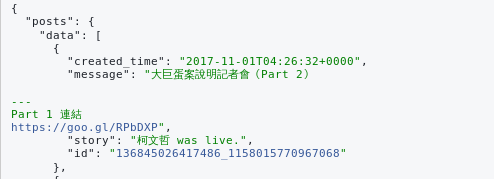 {
"posts": {
"data": [
{
"created_time": "2017-11-01T04:26:32+0000",
"message": "大巨蛋案說明記者會（Part 2）
---
Part 1 連結
https://goo.gl/RPbDXP",
"story": "柯文哲 was live.",
"id": "136845026417486_1158015770967068"
},